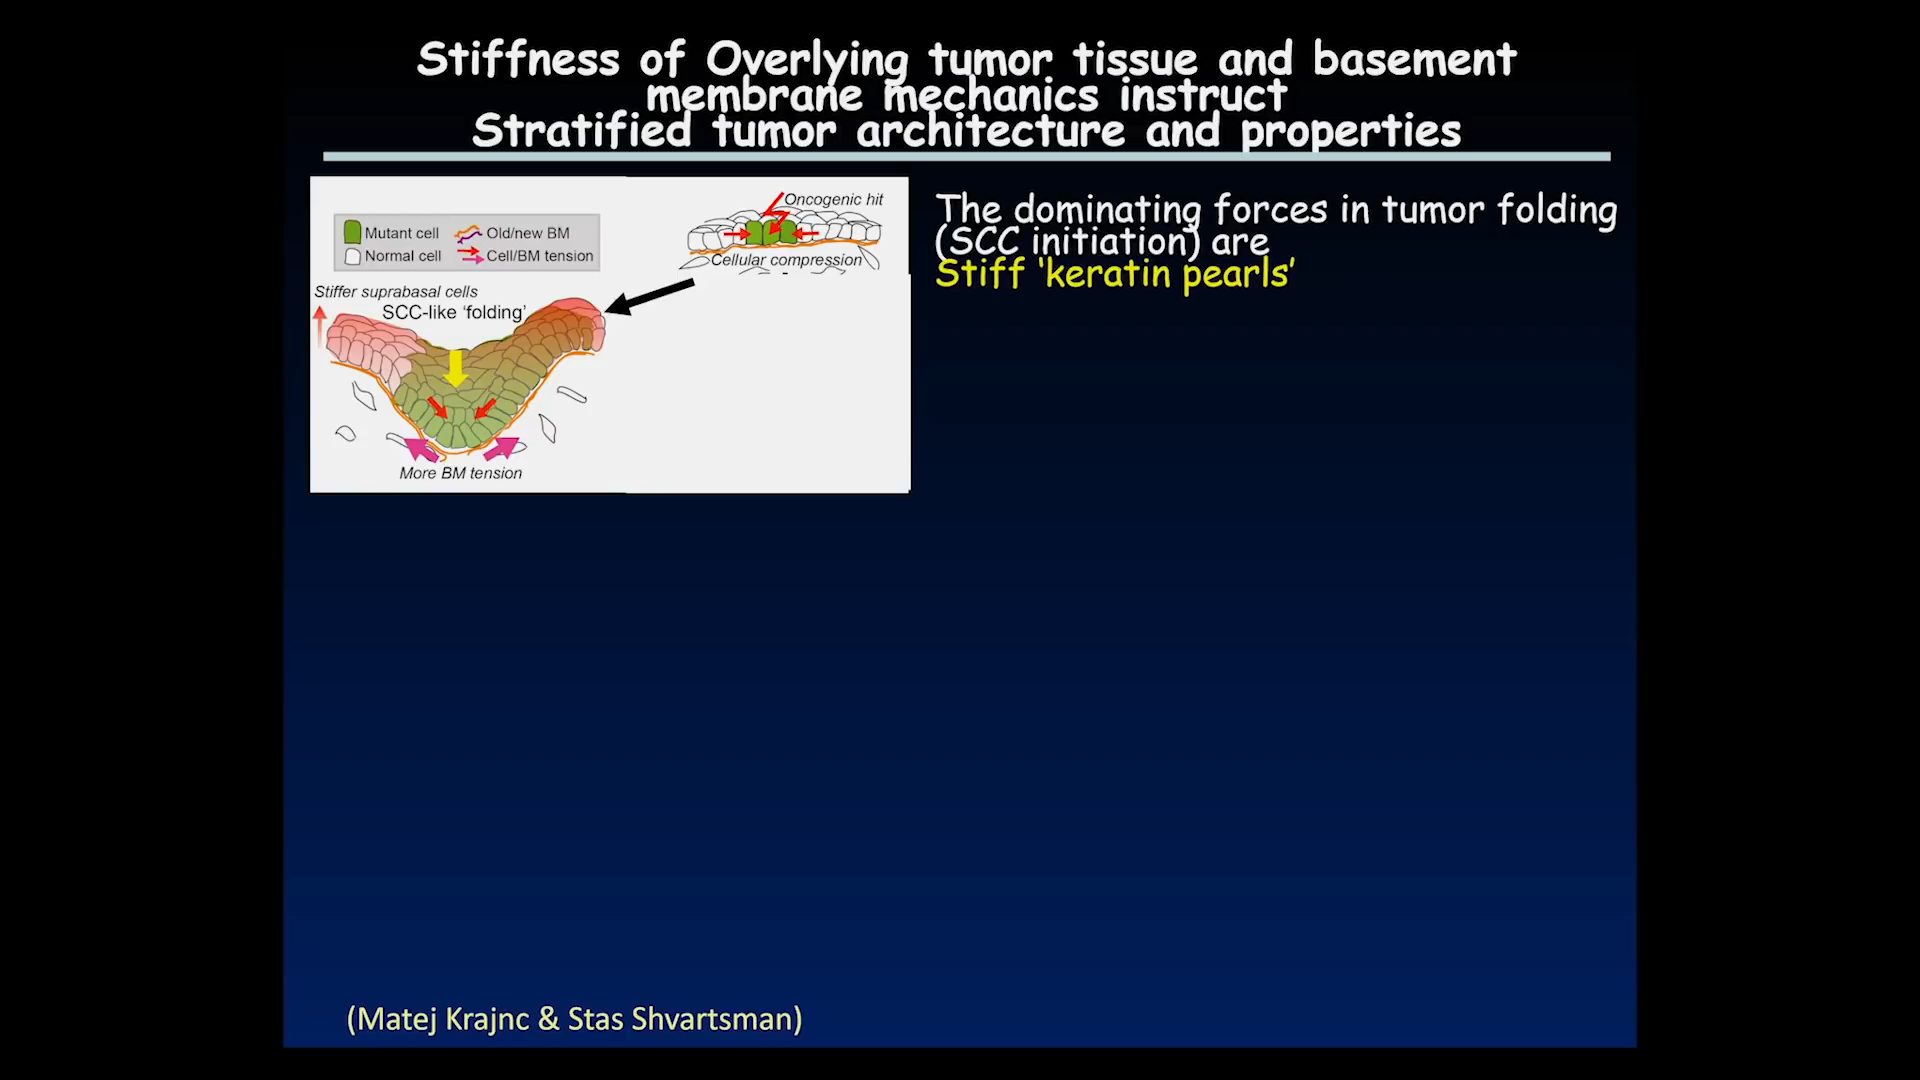 Stiffness of Overlying tumor tissue and basement
membrane mechanics instruct
Stratified tumor architecture and properties
Oncogenic hit
Mutant cell
Old/new BM
Normal cell
Cell/BM tension
Cellular compression
Stiffer suprabasal cells
SCC-like ‘folding’
More BM tension
The dominating forces in tumor folding
(SCC initiation) are
Stiff ‘keratin pearls’
(Matej Krajnc & Stas Shvartsman)